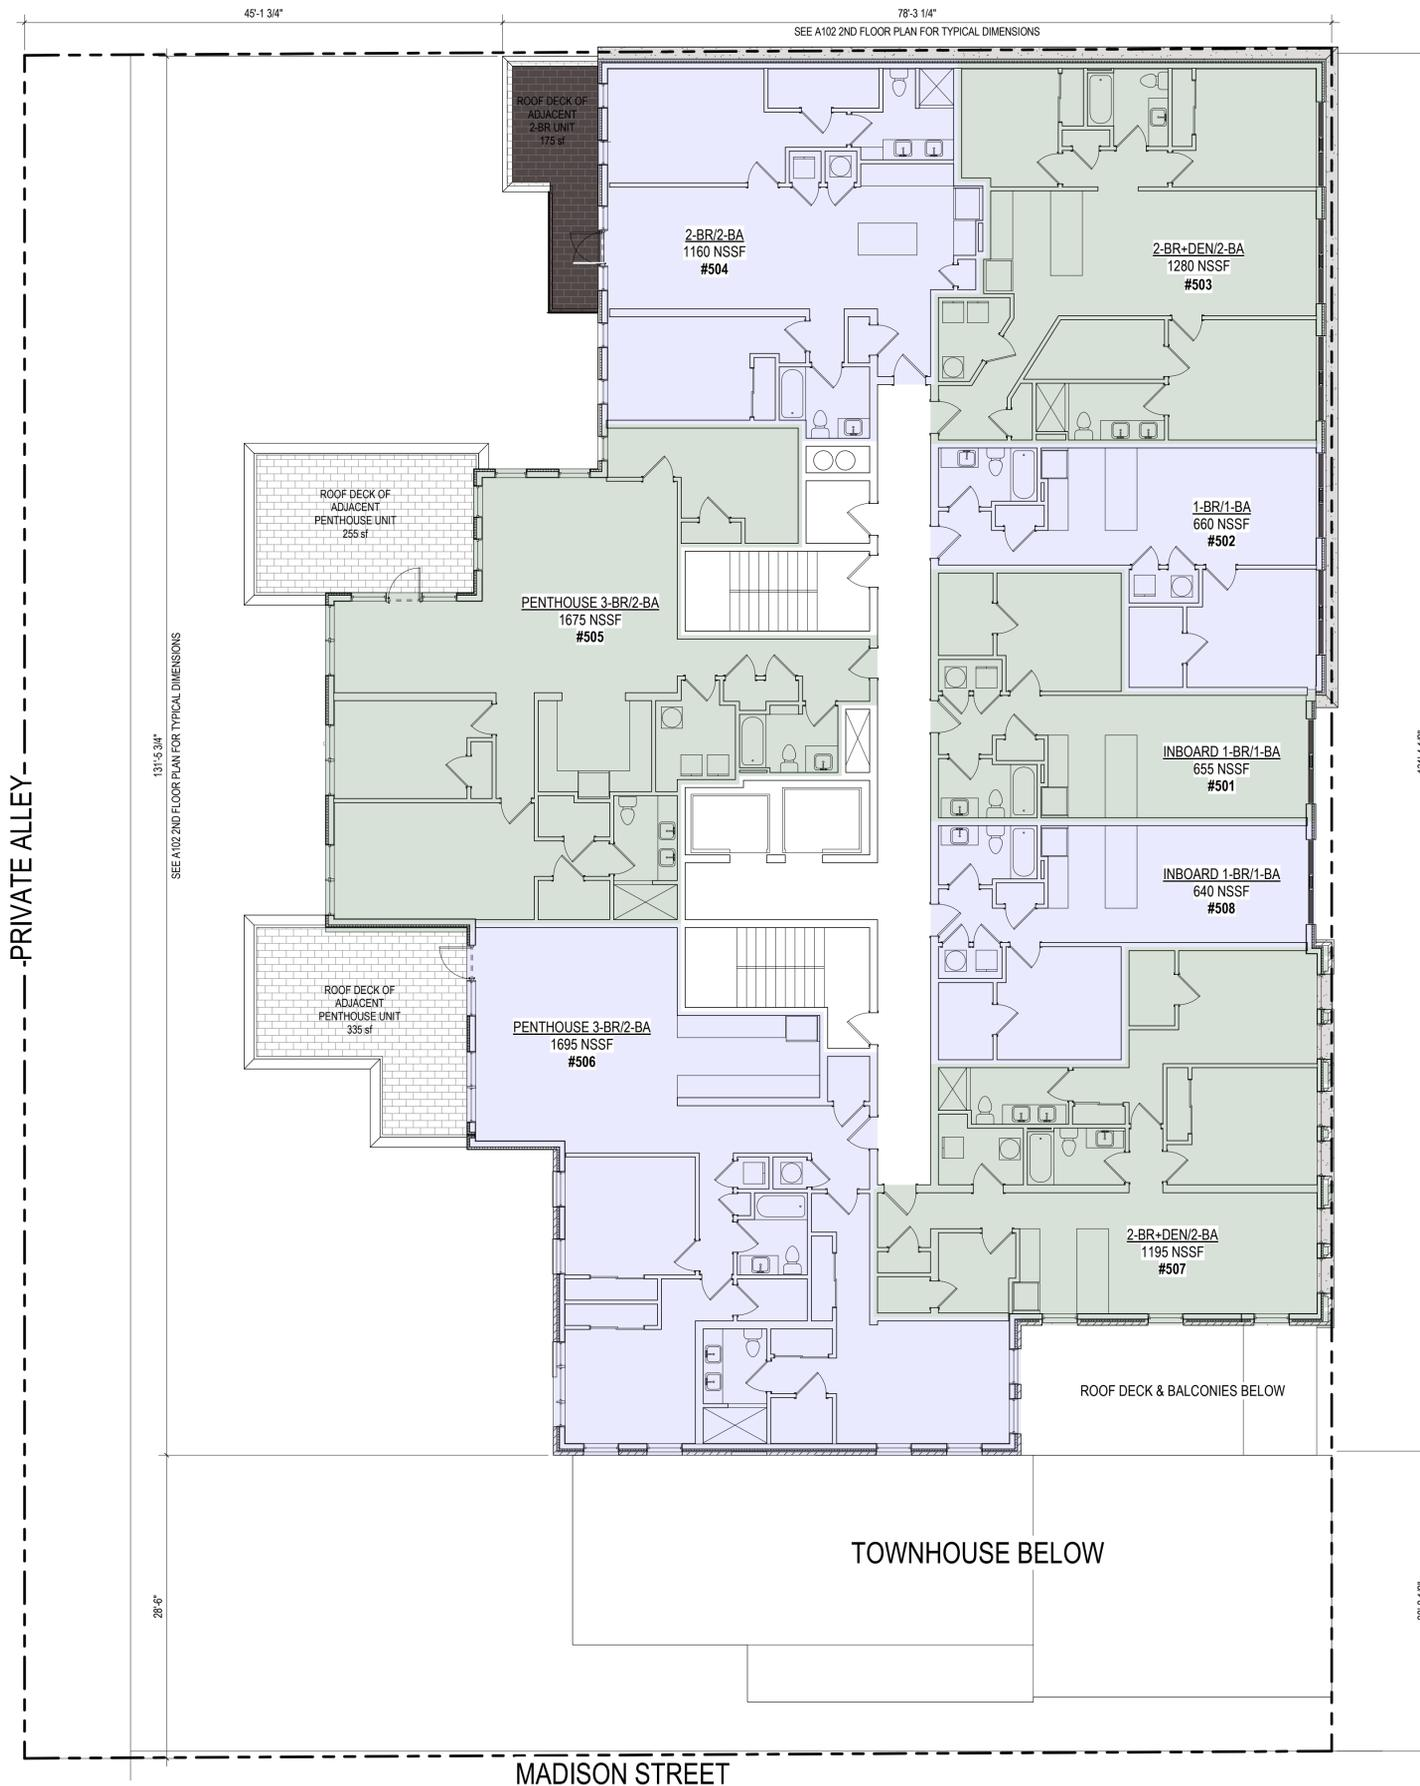 45'-1 3/4"
78'-3 1/4"
SEE A102 2ND FLOOR PLAN FOR TYPICAL DIMENSIONS
ROOF DECK OF
ADJACENT
2-BR UNIT
175 sf
2-BR/2-BA
1160 NSSF
#504
2-BR+DEN/2-BA
1280 NSSF
#503
ROOF DECK OF
ADJACENT
PENTHOUSE UNIT
255 sf
1-BR/1-BA
660 NSSF
#502
PENTHOUSE 3-BR/2-BA
1675 NSSF
#505
131'-5 3/4"
SEE A102 2ND FLOOR PLAN FOR TYPICAL DIMENSIONS
INBOARD 1-BR/1-BA
655 NSSF
#501
PRIVATE ALLEY
INBOARD 1-BR/1-BA
640 NSSF
#508
ROOF DECK OF
ADJACENT
PENTHOUSE UNIT
335 sf
PENTHOUSE 3-BR/2-BA
1695 NSSF
#506
2-BR+DEN/2-BA
1195 NSSF
#507
ROOF DECK & BALCONIES BELOW
TOWNHOUSE BELOW
28'-6"
MADISON STREET